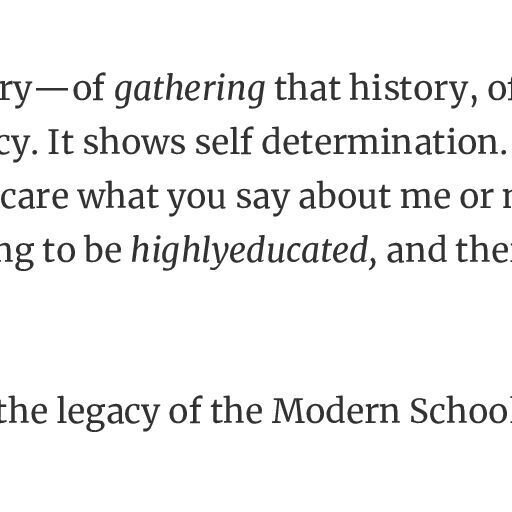 ry—of gathering that history, of
cy. It shows self determination.
care what you say about me or
ng to be highlyeducated, and the
the legacy of the Modern School